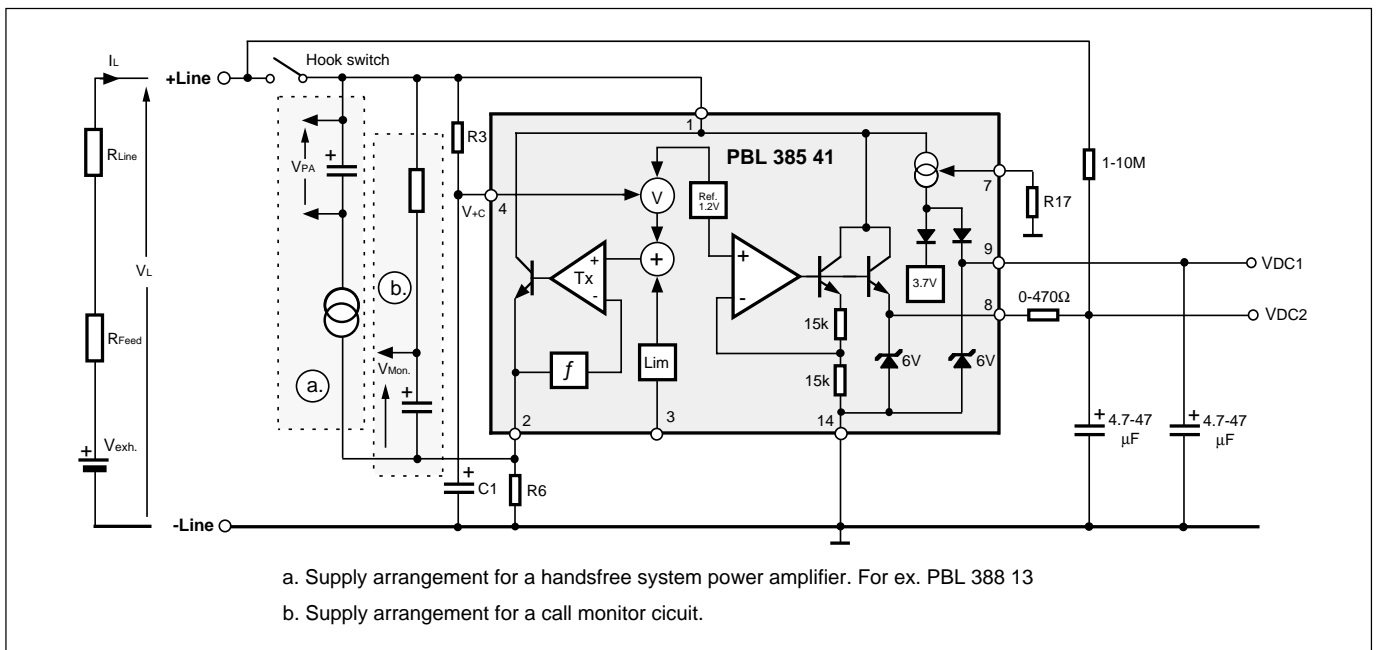 IL
+Line
Hook switch
RLine
VL
RFeed
Vexh.
-Line
VPA
a.
b.
VMon.
R3
V+C
C1
R6
PBL 385 41
1
4
2
3
14
7
9
8
V
+
Ref.
1.2V
Tx
+
-
f
Lim
+
-
15k
15k
3.7V
6V
6V
R17
1-10M
0-470Ω
VDC1
VDC2
+
4.7-47
µF
+
4.7-47
µF
+
+
+
+
a. Supply arrangement for a handsfree system power amplifier. For ex. PBL 388 13
b. Supply arrangement for a call monitor cicuit.